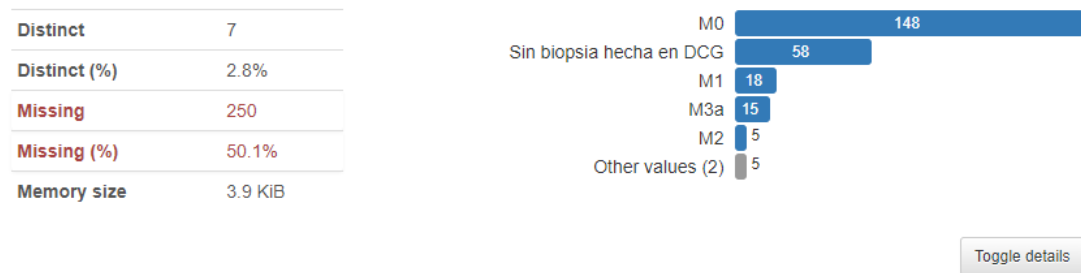 Distinct 7
Distinct (%) 2.8%
Missing 250
Missing (%) 50.1%
Memory size 3.9 KiB
M0 148
Sin biopsia hecha en DCG 58
M1 18
M3a 15
M2 5
Other values (2) 5
Toggle details